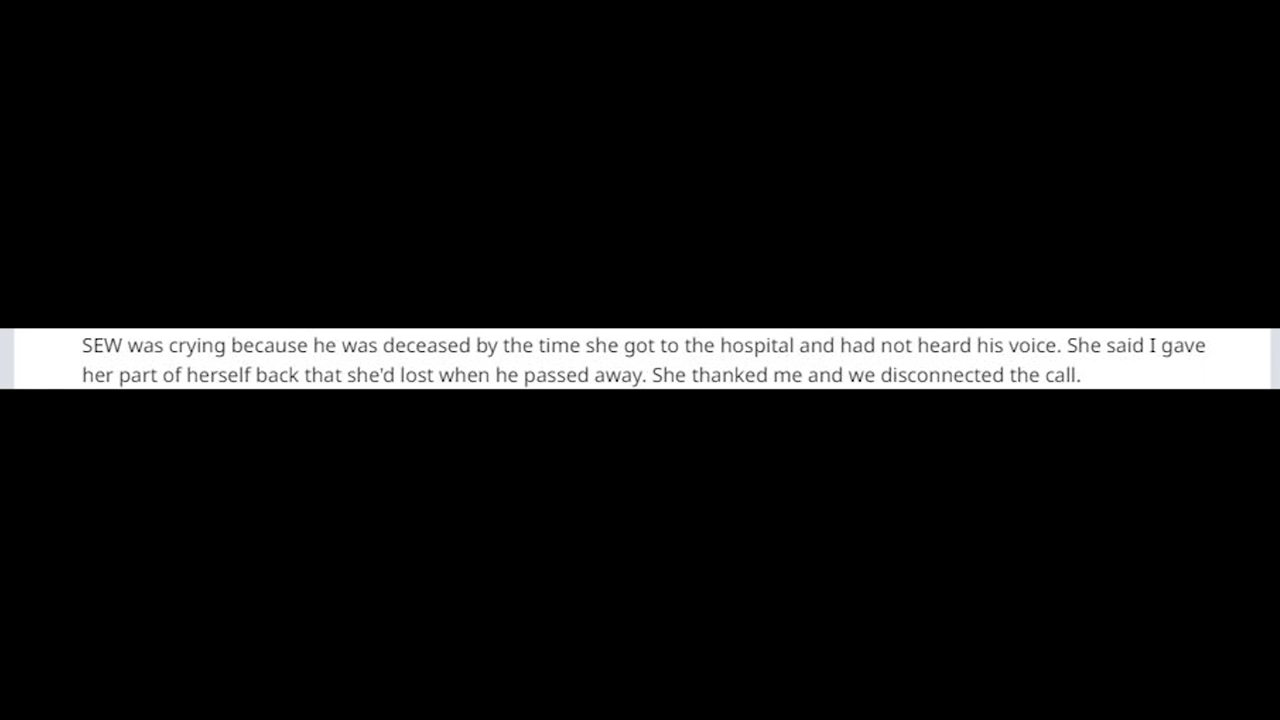 SEW was crying because he was deceased by the time she got to the hospital and had not heard his voice. She said I gave
her part of herself back that she'd lost when he passed away. She thanked me and we disconnected the call.